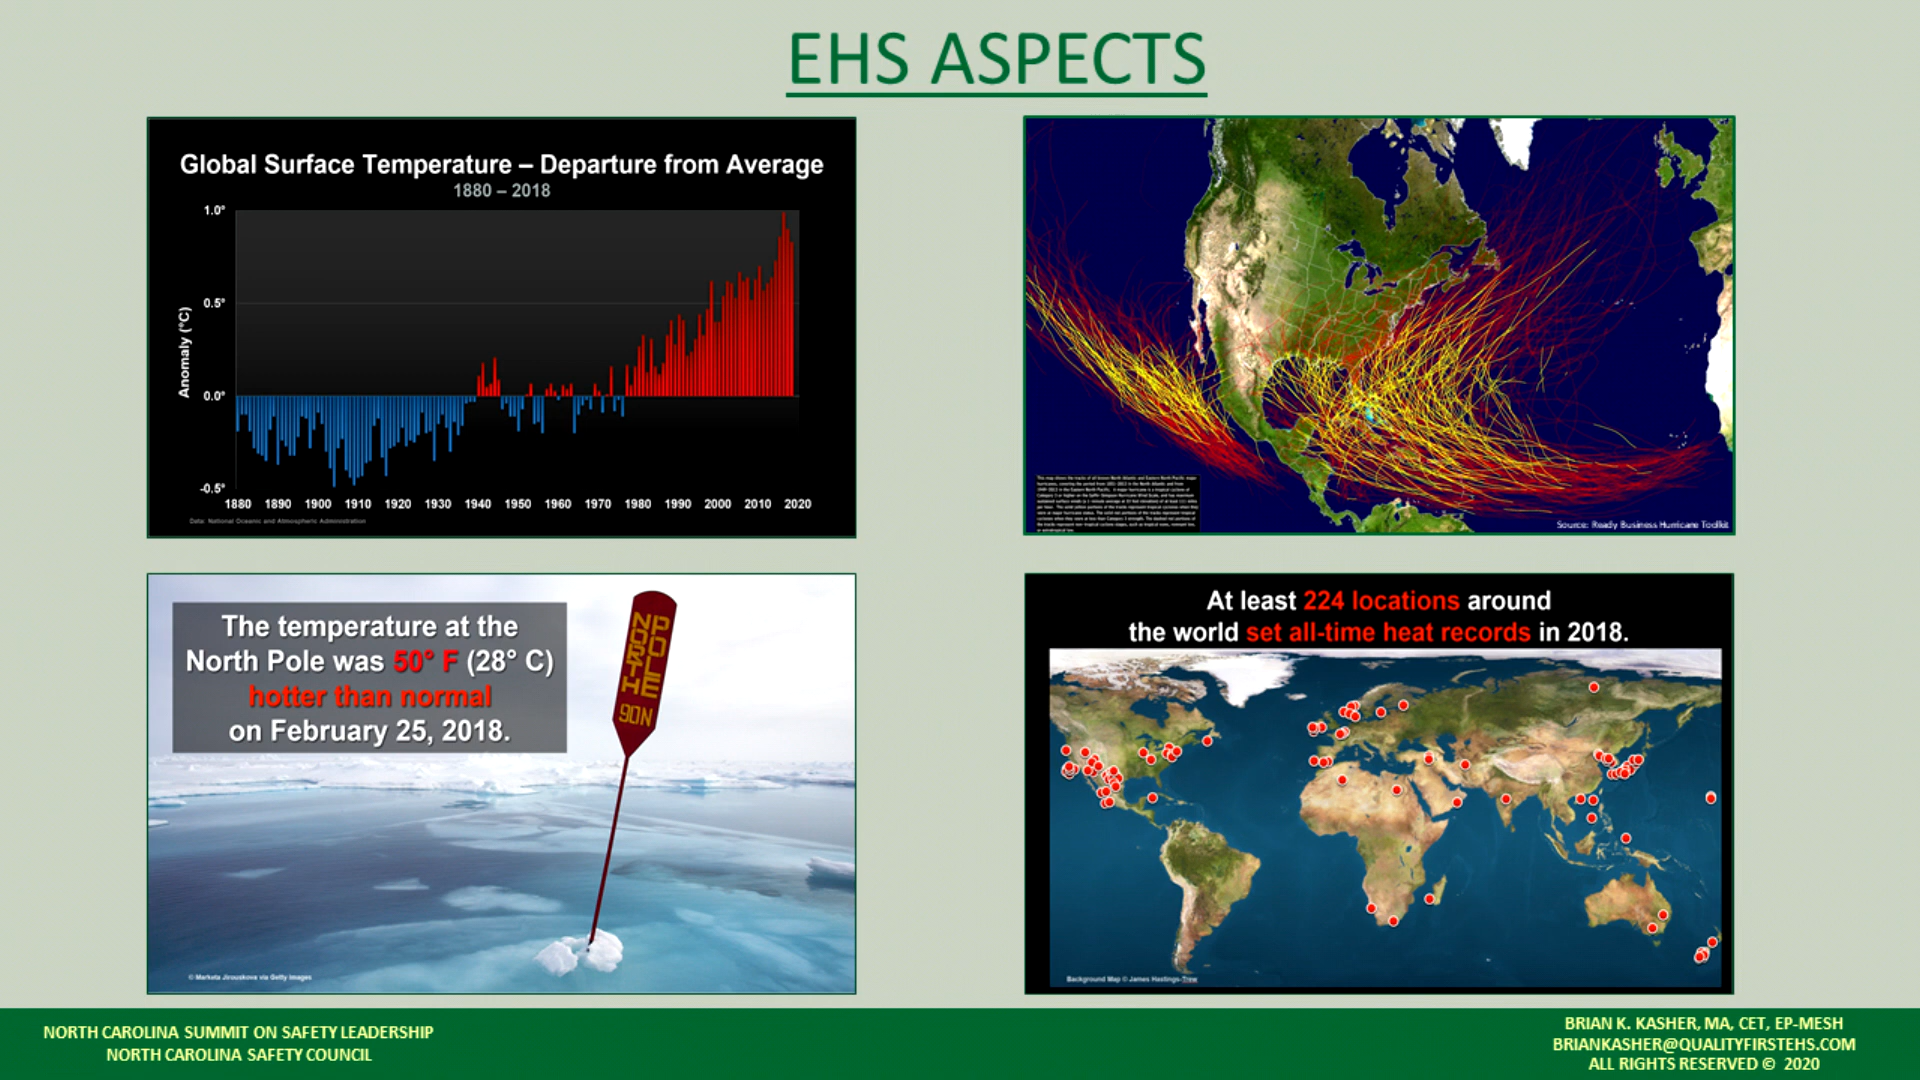 EHS ASPECTS
Global Surface Temperature – Departure from Average
1880 – 2018
Anomaly (°C)
1.0°
0.5°
0.0°
-0.5°
1880 1890 1900 1910 1920 1930 1940 1950 1960 1970 1980 1990 2000 2010 2020
Data: National Oceanic and Atmospheric Administration
Source: Ready Business Hurricane Toolkit
The temperature at the
North Pole was 50° F (28° C)
hotter than normal
on February 25, 2018.
NORTH
POLE
90N
© Marketa Jirouskova via Getty Images
At least 224 locations around
the world set all-time heat records in 2018.
Background Map © James Hastings-Trew
NORTH CAROLINA SUMMIT ON SAFETY LEADERSHIP
NORTH CAROLINA SAFETY COUNCIL
BRIAN K. KASHER, MA, CET, EP-MESH
BRIANKASHER@QUALITYFIRSTEHS.COM
ALL RIGHTS RESERVED © 2020